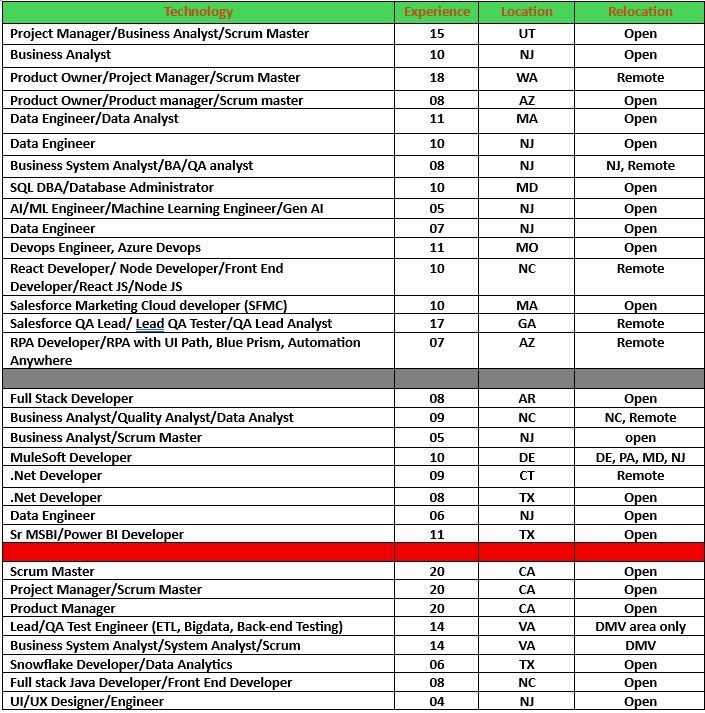 Technology Experience Location Relocation
Project Manager/Business Analyst/Scrum Master 15 UT Open
Business Analyst 10 NJ Open
Product Owner/Project Manager/Scrum Master 18 WA Remote
Product Owner/Product manager/Scrum master 08 AZ Open
Data Engineer/Data Analyst 11 MA Open
Data Engineer 10 NJ Open
Business System Analyst/BA/QA analyst 08 NJ NJ, Remote
SQL DBA/Database Administrator 10 MD Open
AI/ML Engineer/Machine Learning Engineer/Gen AI 05 NJ Open
Data Engineer 07 NJ Open
Devops Engineer, Azure Devops 11 MO Open
React Developer/ Node Developer/Front End 10 NC Remote
Developer/React JS/Node JS
Salesforce Marketing Cloud developer (SFMC) 10 MA Open
Salesforce QA Lead/ Lead QA Tester/QA Lead Analyst 17 GA Remote
RPA Developer/RPA with UI Path, Blue Prism, Automation 07 AZ Remote
Anywhere
Full Stack Developer 08 AR Open
Business Analyst/Quality Analyst/Data Analyst 09 NC NC, Remote
Business Analyst/Scrum Master 05 NJ open
MuleSoft Developer 10 DE DE, PA, MD, NJ
.Net Developer 09 CT Remote
.Net Developer 08 TX Open
Data Engineer 06 NJ Open
Sr MSBI/Power BI Developer 11 TX Open
Scrum Master 20 CA Open
Project Manager/Scrum Master 20 CA Open
Product Manager 20 CA Open
Lead/QA Test Engineer (ETL, Bigdata, Back-end Testing) 14 VA DMV area only
Business System Analyst/System Analyst/Scrum 14 VA DMV
Snowflake Developer/Data Analytics 06 TX Open
Full stack Java Developer/Front End Developer 08 NC Open
UI/UX Designer/Engineer 04 NJ Open